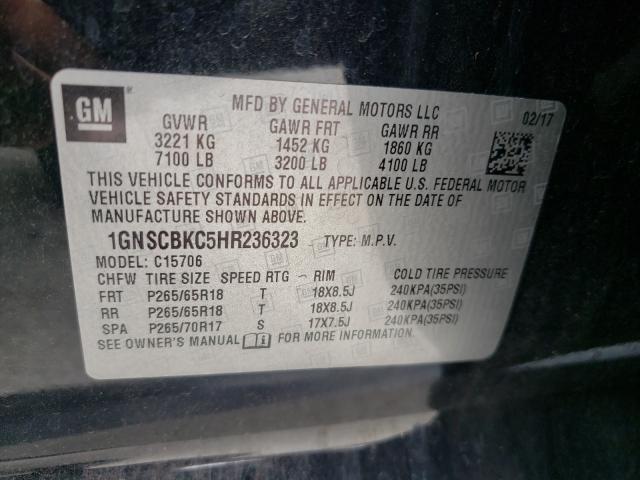 GM
MFD BY GENERAL MOTORS LLC 02/17
GVWR GAWR FRT GAWR RR
3221 KG 1452 KG 1860 KG
7100 LB 3200 LB 4100 LB
THIS VEHICLE CONFORMS TO ALL APPLICABLE U.S. FEDERAL MOTOR
VEHICLE SAFETY STANDARDS IN EFFECT ON THE DATE OF
MANUFACTURE SHOWN ABOVE.
1GNSCBKC5HR236323 TYPE: M.P.V.
MODEL: C15706
CHFW TIRE SIZE SPEED RTG - RIM COLD TIRE PRESSURE
FRT P265/65R18 T 18X8.5J 240KPA(35PSI)
RR P265/65R18 T 18X8.5J 240KPA(35PSI)
SPA P265/70R17 S 17X7.5J 240KPA(35PSI)
SEE OWNER'S MANUAL FOR MORE INFORMATION.